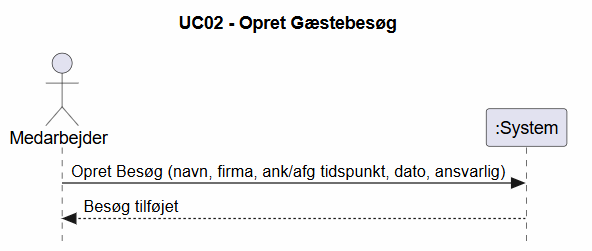 UC02 - Opret Gæstebesøg
Medarbejder
:System
Opret Besøg (navn, firma, ank/afg tidspunkt, dato, ansvarlig)
Besøg tilføjet